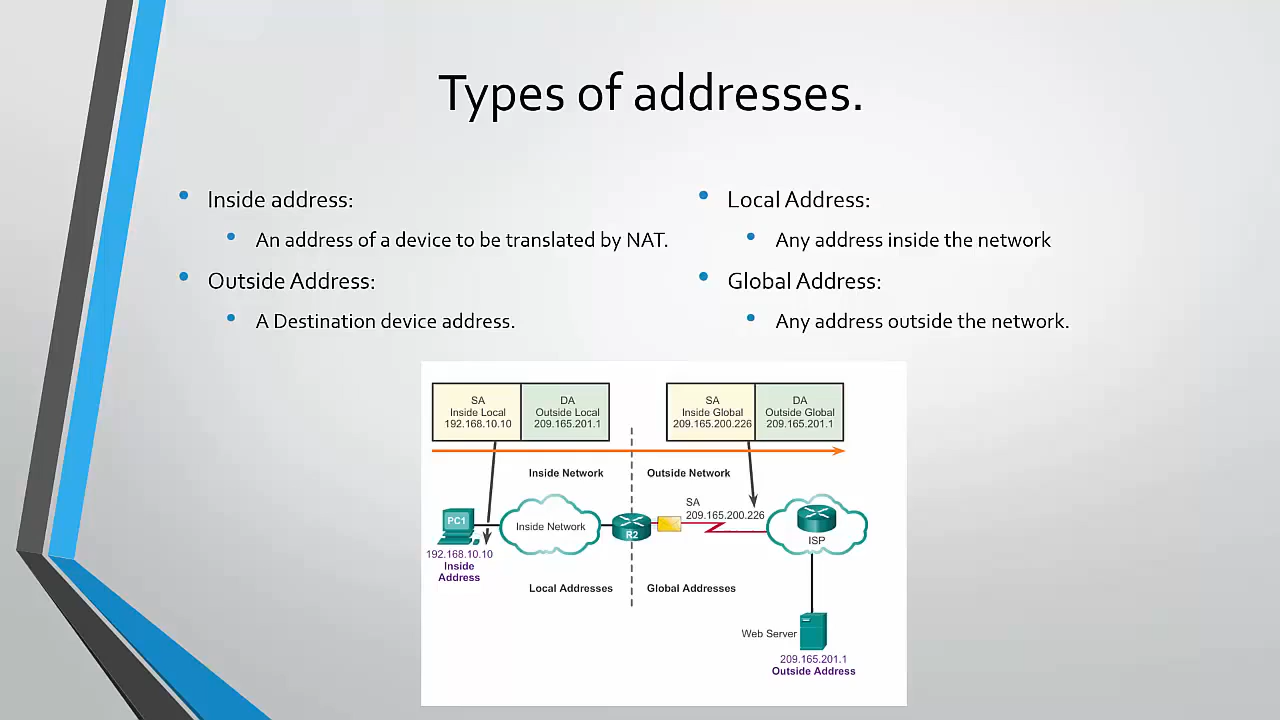 Types of addresses.
Inside address:
An address of a device to be translated by NAT.
Outside Address:
A Destination device address.
Local Address:
Any address inside the network
Global Address:
Any address outside the network.
SA
Inside Local
192.168.10.10
DA
Outside Local
209.165.201.1
SA
Inside Global
209.165.200.226
DA
Outside Global
209.165.201.1
Inside Network
Outside Network
PC1
192.168.10.10
Inside
Address
Inside Network
R2
SA
209.165.200.226
ISP
Local Addresses
Global Addresses
Web Server
209.165.201.1
Outside Address